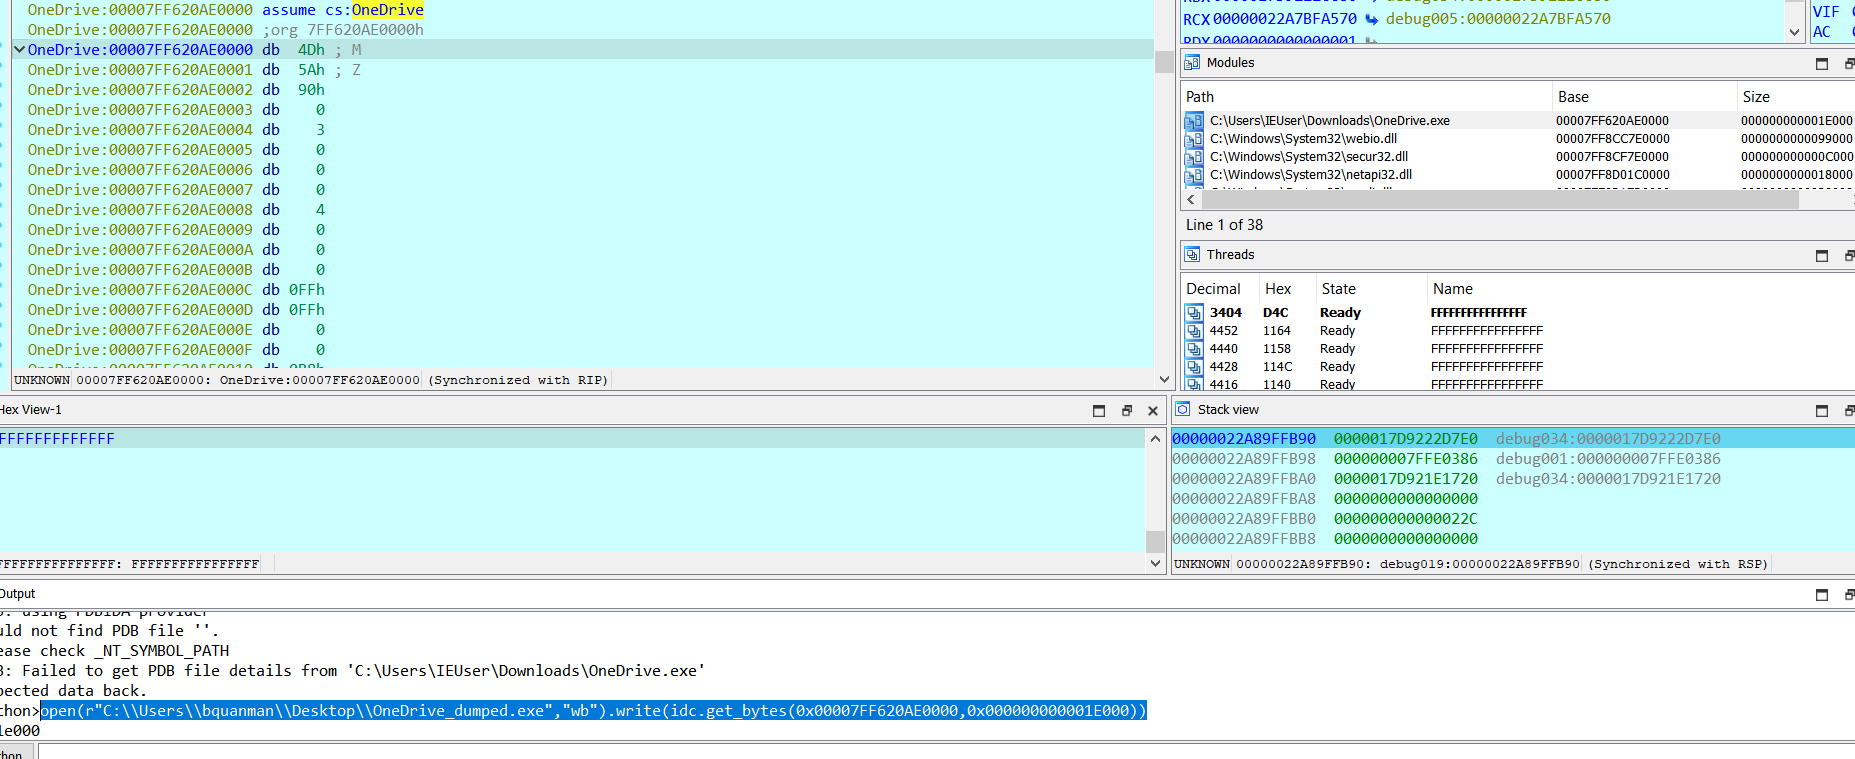 OneDrive:00007FF620AE0000 assume cs:OneDrive
OneDrive:00007FF620AE0000 ;org 7FF620AE0000h
OneDrive:00007FF620AE0000 db 4Dh ; M
OneDrive:00007FF620AE0001 db 5Ah ; Z
OneDrive:00007FF620AE0002 db 90h
OneDrive:00007FF620AE0003 db 0
OneDrive:00007FF620AE0004 db 3
OneDrive:00007FF620AE0005 db 0
OneDrive:00007FF620AE0006 db 0
OneDrive:00007FF620AE0007 db 0
OneDrive:00007FF620AE0008 db 4
OneDrive:00007FF620AE0009 db 0
OneDrive:00007FF620AE000A db 0
OneDrive:00007FF620AE000B db 0
OneDrive:00007FF620AE000C db 0FFh
OneDrive:00007FF620AE000D db 0FFh
OneDrive:00007FF620AE000E db 0
OneDrive:00007FF620AE000F db 0
UNKNOWN 00007FF620AE0000: OneDrive:00007FF620AE0000 (Synchronized with RIP)
RCX 00000022A7BFA570 debug005:00000022A7BFA570
RDX 0000000000000001
VIF
AC
Modules
Path Base Size
C:\Users\IEUser\Downloads\OneDrive.exe 00007FF620AE0000 000000000001E000
C:\Windows\System32\webio.dll 00007FF8CC7E0000 0000000000099000
C:\Windows\System32\secur32.dll 00007FF8CF7E0000 000000000000C000
C:\Windows\System32\netapi32.dll 00007FF8D01C0000 0000000000018000
Line 1 of 38
Threads
Decimal Hex State Name
3404 D4C Ready FFFFFFFFFFFFFFFF
4452 1164 Ready FFFFFFFFFFFFFFFF
4440 1158 Ready FFFFFFFFFFFFFFFF
4428 114C Ready FFFFFFFFFFFFFFFF
4416 1140 Ready FFFFFFFFFFFFFFFF
Hex View-1
FFFFFFFFFFFFF
FFFFFFFFFFFFFFF: FFFFFFFFFFFFFFFF
Stack view
00000022A89FFB90 0000017D9222D7E0 debug034:0000017D9222D7E0
00000022A89FFB98 000000007FFE0386 debug001:000000007FFE0386
00000022A89FFBA0 0000017D921E1720 debug034:0000017D921E1720
00000022A89FFBA8 0000000000000000
00000022A89FFBB0 000000000000022C
00000022A89FFBB8 0000000000000000
UNKNOWN 00000022A89FFB90: debug019:00000022A89FFB90 (Synchronized with RSP)
Output
: using PDBIDA provider
uld not find PDB file ''.
ease check _NT_SYMBOL_PATH
B: Failed to get PDB file details from 'C:\Users\IEUser\Downloads\OneDrive.exe'
pected data back.
thon>open(r"C:\\Users\\bquanman\\Desktop\\OneDrive_dumped.exe","wb").write(idc.get_bytes(0x00007FF620AE0000,0x000000000001E000))
1e000
thon